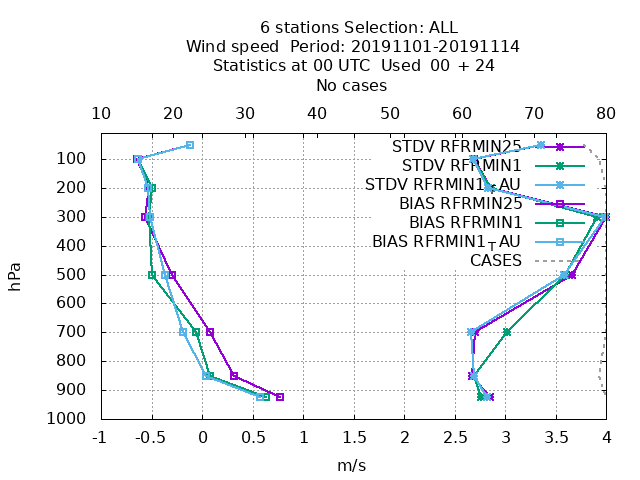 6 stations Selection: ALL
Wind speed  Period: 20191101-20191114
Statistics at 00 UTC  Used  00 + 24
No cases
10 20 30 40 50 60 70 80
STDV RFRMIN25
STDV RFRMIN1
STDV RFRMIN1TAU
BIAS RFRMIN25
BIAS RFRMIN1
BIAS RFRMIN1TAU
CASES
hPa
100
200
300
400
500
600
700
800
900
1000
-1 -0.5 0 0.5 1 1.5 2 2.5 3 3.5 4
m/s